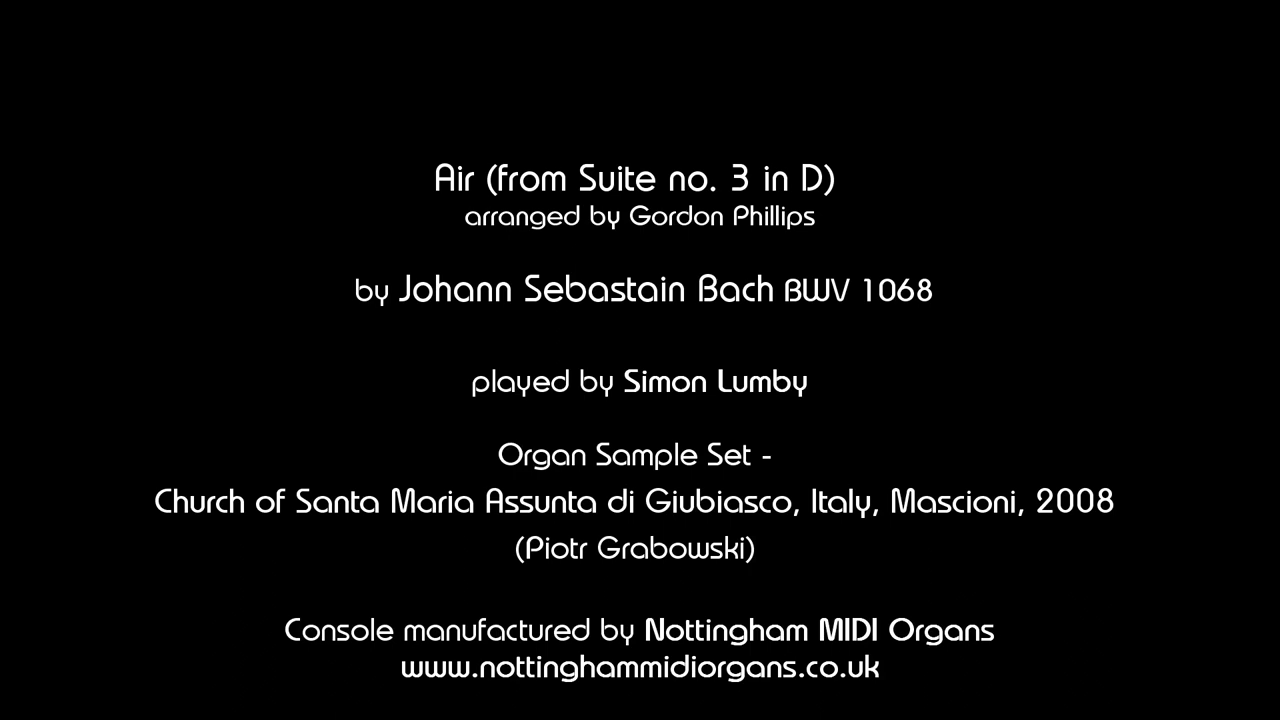 Air (from Suite no. 3 in D)
arranged by Gordon Phillips
by Johann Sebastain Bach BWV 1068
played by Simon Lumby
Organ Sample Set -
Church of Santa Maria Assunta di Giubiasco, Italy, Mascioni, 2008
(Piotr Grabowski)
Console manufactured by Nottingham MIDI Organs
www.nottinghammidiorgans.co.uk